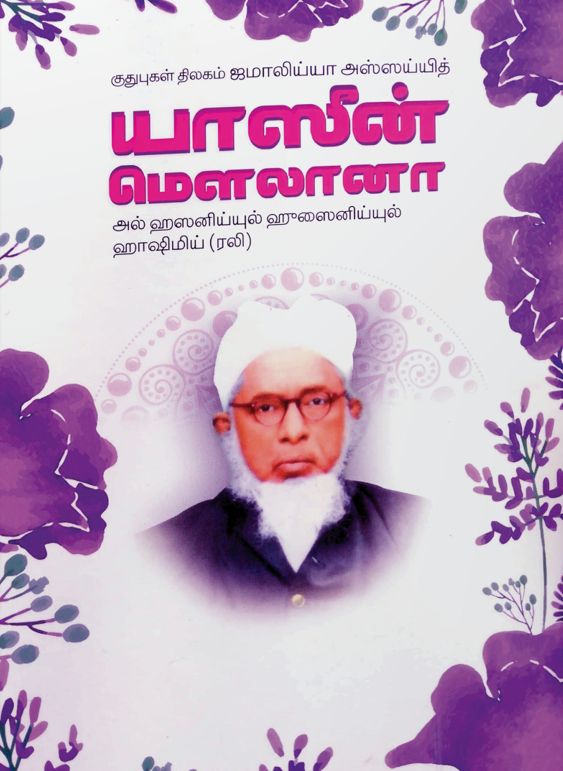 குதுபுகள் திலகம் ஜமாலிய்யா அஸ்ஸய்யித்
யாஸீன்
மௌலானா
அல் ஹஸனிய்யுல் ஹுஸைனிய்யுல்
ஹாஷிமிய் (ரலி)